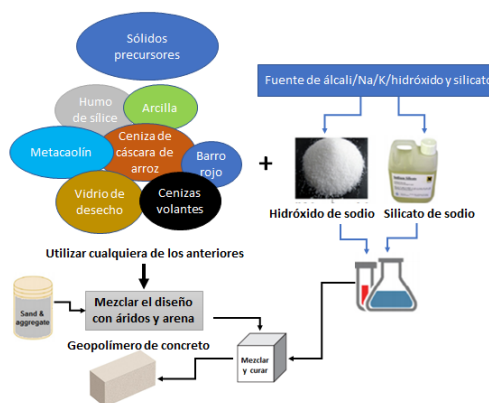 Sólidos
precursores
Fuente de álcali/Na/K/hidróxido y silicato
Humo
de sílice
Arcilla
Metacaolín
Ceniza de
cáscara de
arroz
Barro
rojo
Vidrio de
desecho
Cenizas
volantes
+
Hidróxido de sodio
Silicato de sodio
Utilizar cualquiera de los anteriores
Sand &
aggregate
Mezclar el diseño
con áridos y arena
Geopolímero de concreto
Mezclar
y curar